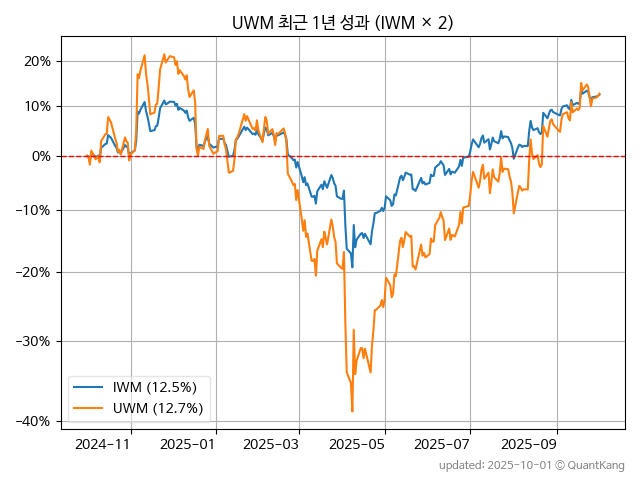 UWM 최근 1년 성과 (IWM × 2)
20%
10%
0%
−10%
−20%
−30%
−40%
IWM (12.5%)
UWM (12.7%)
2024-11 2025-01 2025-03 2025-05 2025-07 2025-09
updated: 2025-10-01 © QuantKang